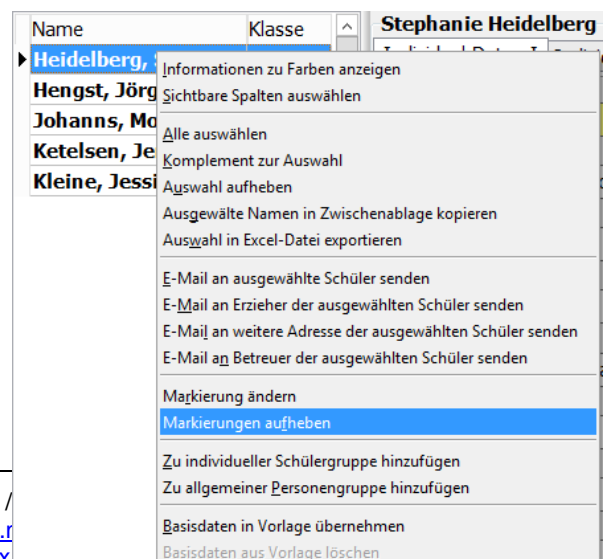 Name Klasse
Heidelberg,
Hengst, Jörg
Johanns, Mo
Ketelsen, Je
Kleine, Jessi
Stephanie Heidelberg
Informationen zu Farben anzeigen
Sichtbare Spalten auswählen
Alle auswählen
Komplement zur Auswahl
Auswahl aufheben
Ausgewälte Namen in Zwischenablage kopieren
Auswahl in Excel-Datei exportieren
E-Mail an ausgewählte Schüler senden
E-Mail an Erzieher der ausgewählten Schüler senden
E-Mail an weitere Adresse der ausgewählten Schüler senden
E-Mail an Betreuer der ausgewählten Schüler senden
Markierung ändern
Markierungen aufheben
Zu individueller Schülergruppe hinzufügen
Zu allgemeiner Personengruppe hinzufügen
Basisdaten in Vorlage übernehmen
Basisdaten aus Vorlage löschen